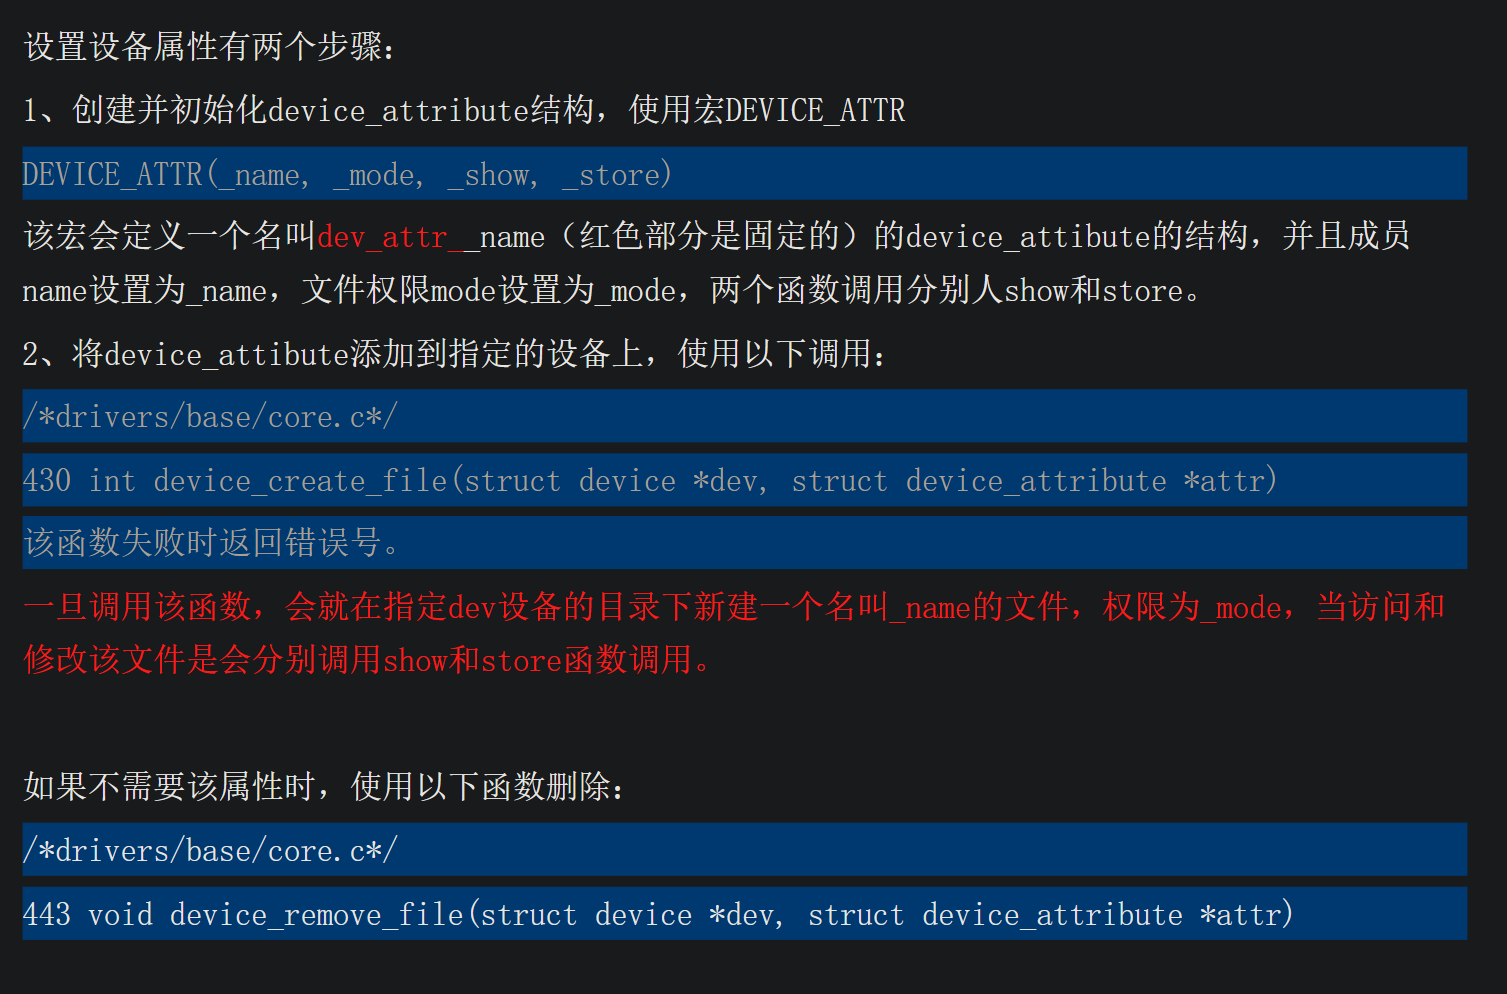 设置设备属性有两个步骤：
1、创建并初始化device_attribute结构，使用宏DEVICE_ATTR
DEVICE_ATTR(_name, _mode, _show, _store)
该宏会定义一个名叫dev_attr__name（红色部分是固定的）的device_attibute的结构，并且成员
name设置为_name，文件权限mode设置为_mode，两个函数调用分别人show和store。
2、将device_attibute添加到指定的设备上，使用以下调用：
/*drivers/base/core.c*/
430 int device_create_file(struct device *dev, struct device_attribute *attr)
该函数失败时返回错误号。
一旦调用该函数，会就在指定dev设备的目录下新建一个名叫_name的文件，权限为_mode，当访问和
修改该文件是会分别调用show和store函数调用。
如果不需要该属性时，使用以下函数删除：
/*drivers/base/core.c*/
443 void device_remove_file(struct device *dev, struct device_attribute *attr)